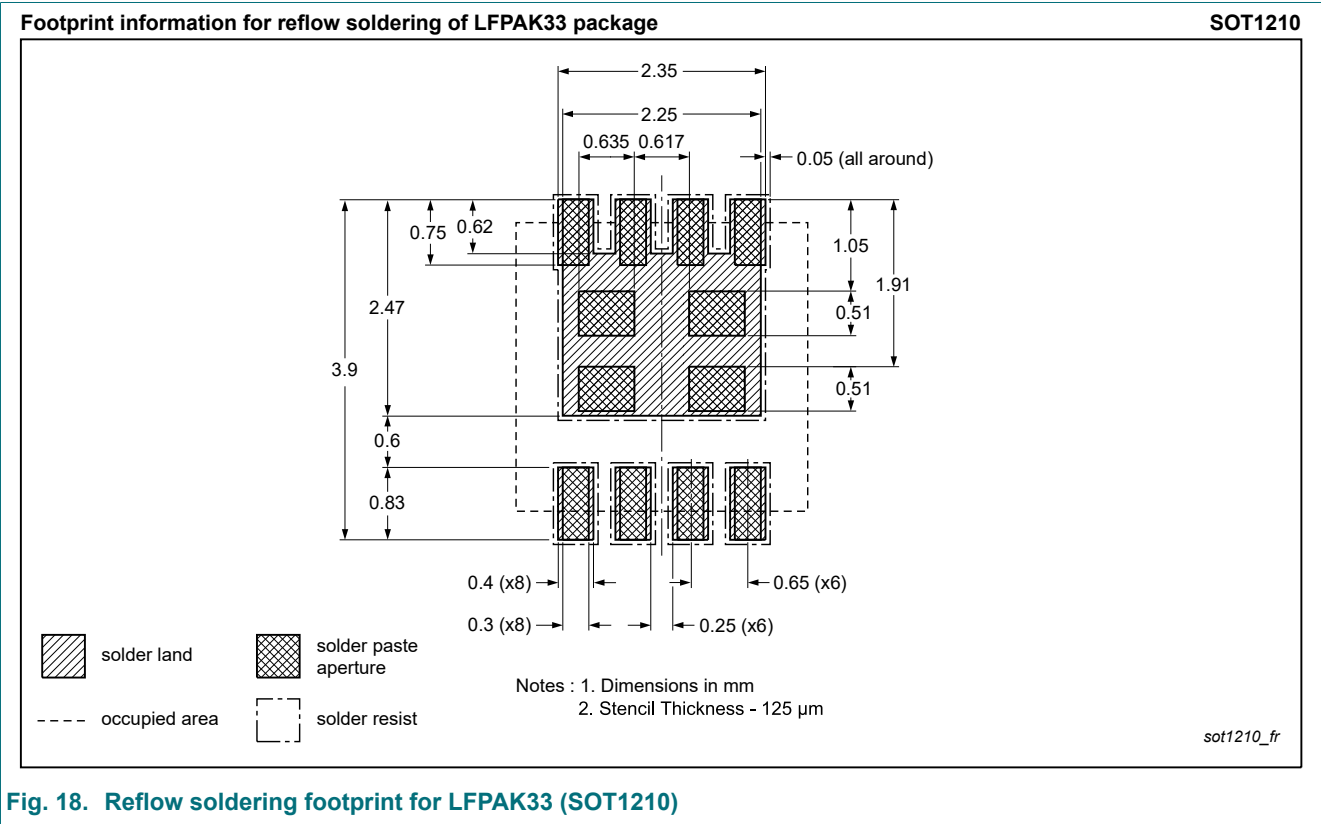 Footprint information for reflow soldering of LFPAK33 package SOT1210
2.35
2.25
0.635 0.617
0.05 (all around)
0.75 0.62
1.05
1.91
2.47
0.51
3.9
0.51
0.6
0.83
0.4 (x8) 0.65 (x6)
0.3 (x8) 0.25 (x6)
solder land
solder paste
aperture
occupied area
solder resist
Notes : 1. Dimensions in mm
2. Stencil Thickness - 125 µm
sot1210_fr
Fig. 18. Reflow soldering footprint for LFPAK33 (SOT1210)